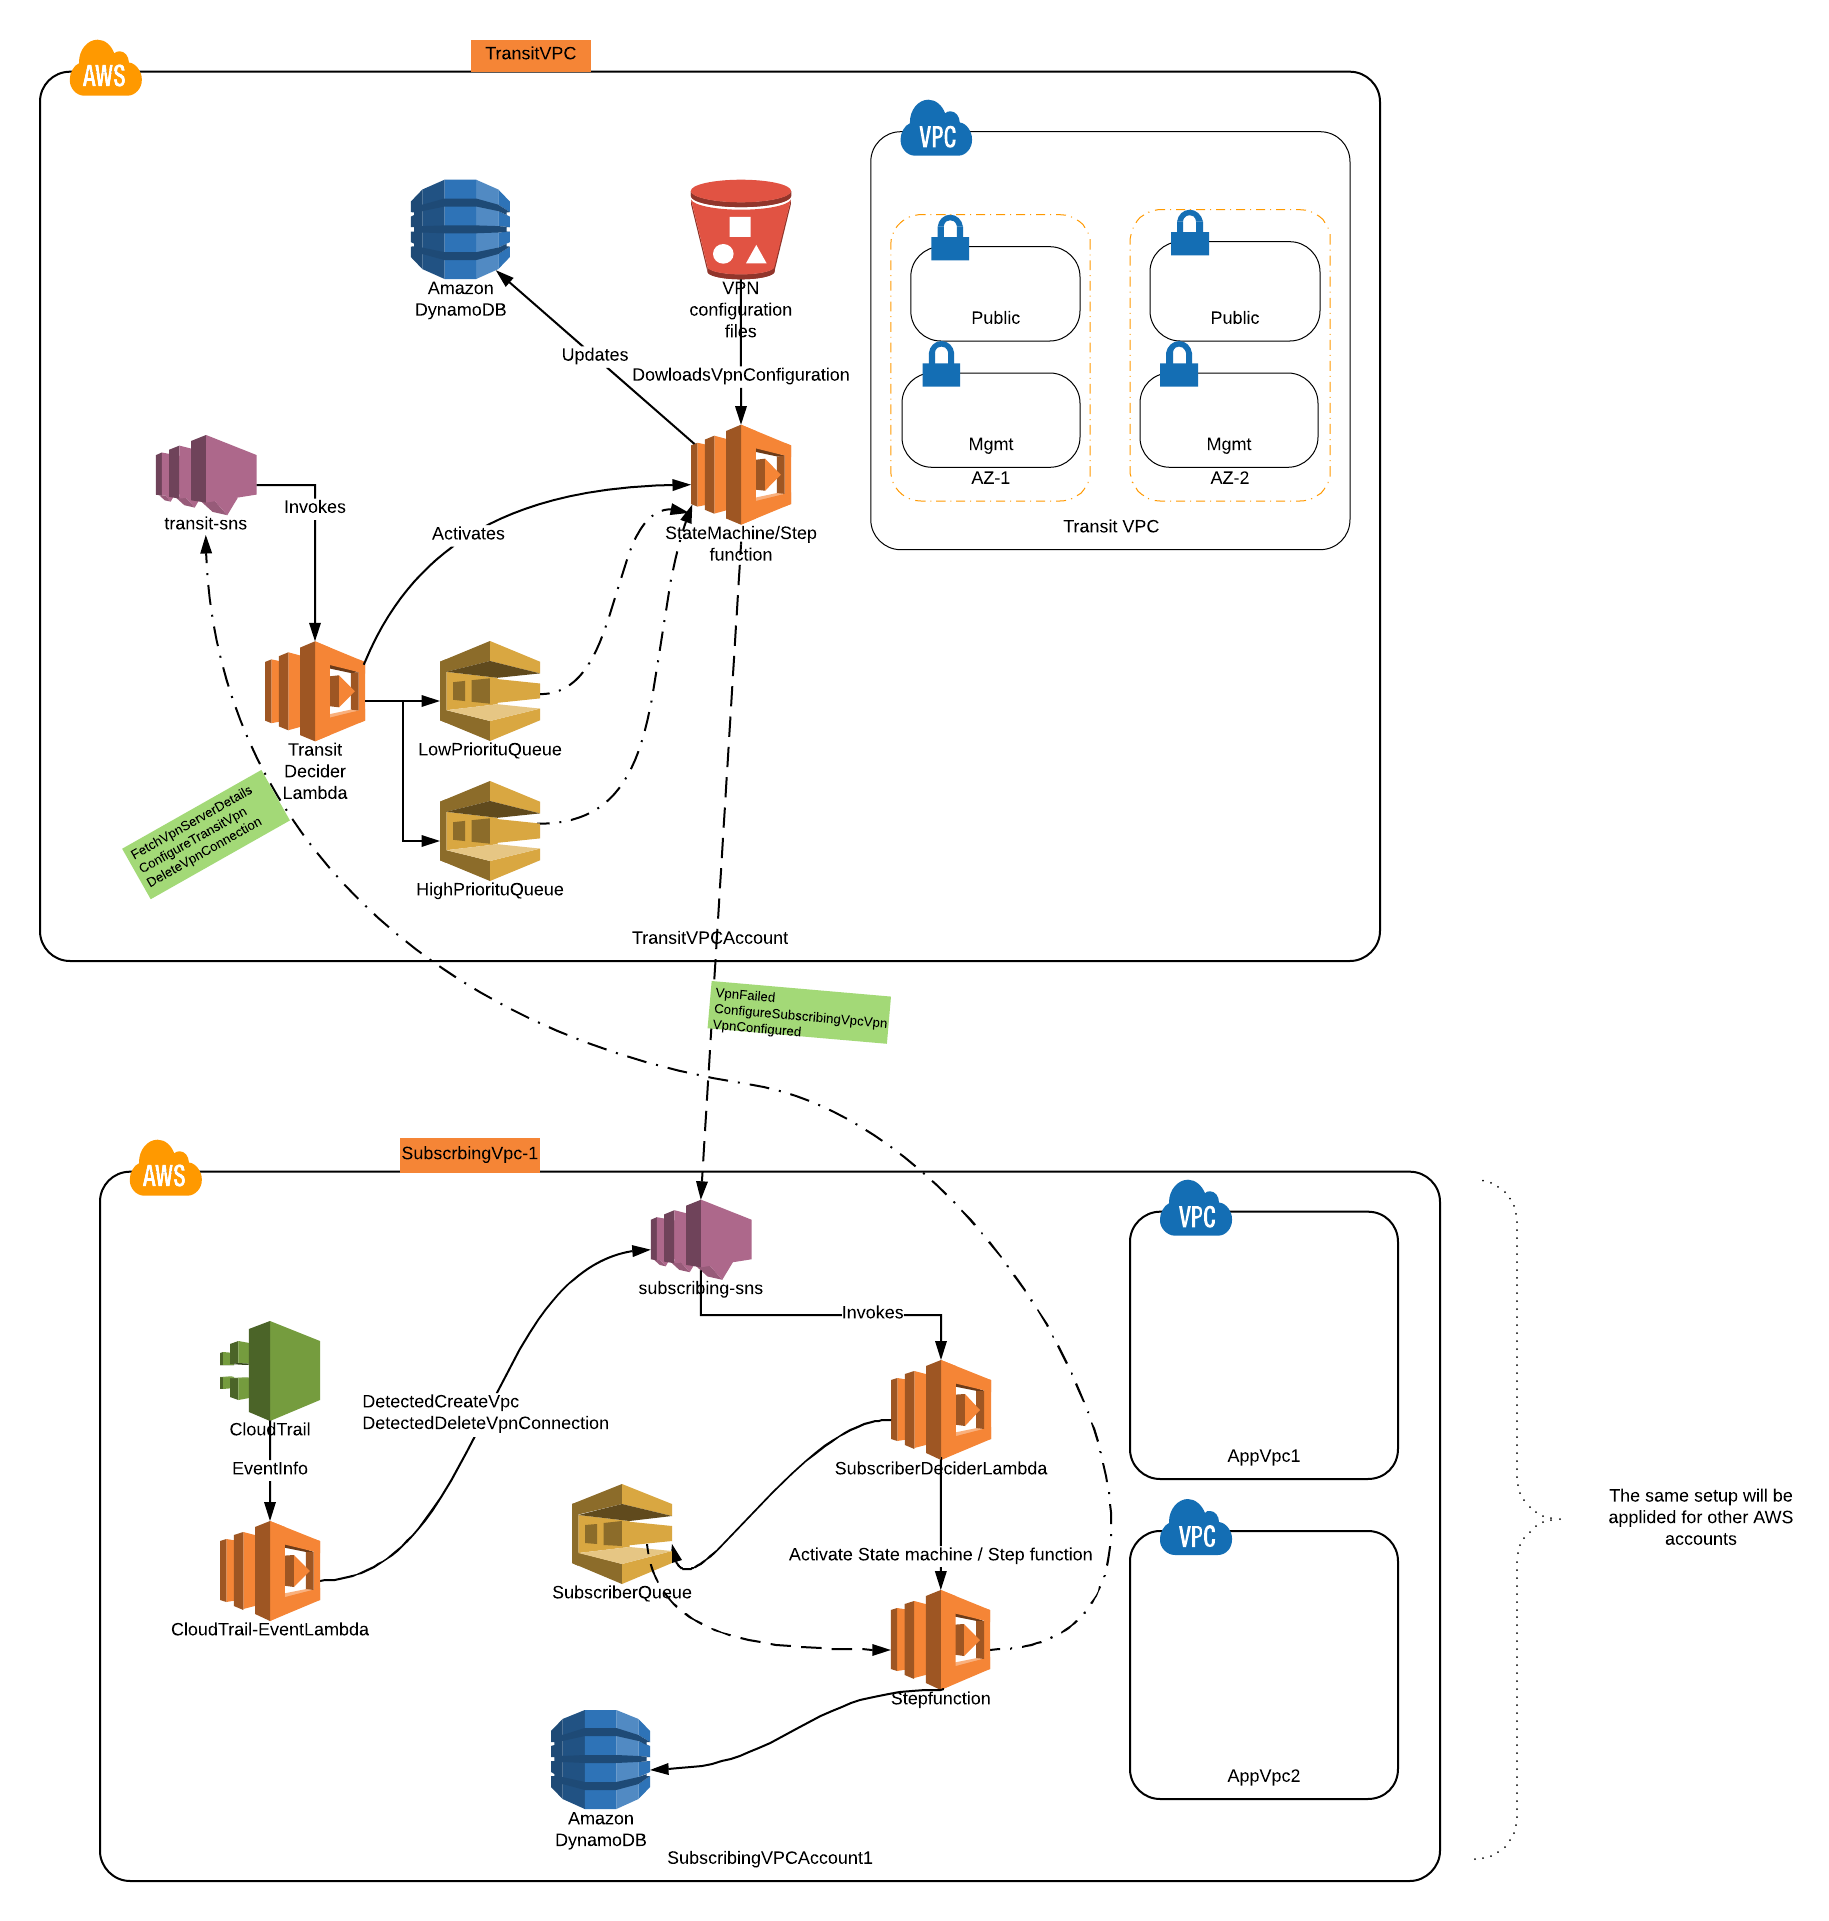 TransitVPC
AWS
VPC
Amazon
DynamoDB
VPN
configuration
files
Updates
DowloadsVpnConfiguration
Public
Public
Mgmt
Mgmt
AZ-1
AZ-2
Transit VPC
transit-sns
Invokes
Activates
StateMachine/Step
function
Transit
Decider
Lambda
LowPriorituQueue
HighPriorituQueue
FetchVpnServerDetails
ConfigureTransitVpn
DeleteVpnConnection
TransitVPCAccount
VpnFailed
ConfigureSubscribingVpcVpn
VpnConfigured
SubscrbingVpc-1
AWS
VPC
subscribing-sns
Invokes
DetectedCreateVpc
DetectedDeleteVpnConnection
CloudTrail
EventInfo
SubscriberDeciderLambda
AppVpc1
The same setup will be
applided for other AWS
accounts
VPC
Activate State machine / Step function
SubscriberQueue
CloudTrail-EventLambda
Stepfunction
AppVpc2
Amazon
DynamoDB
SubscribingVPCAccount1